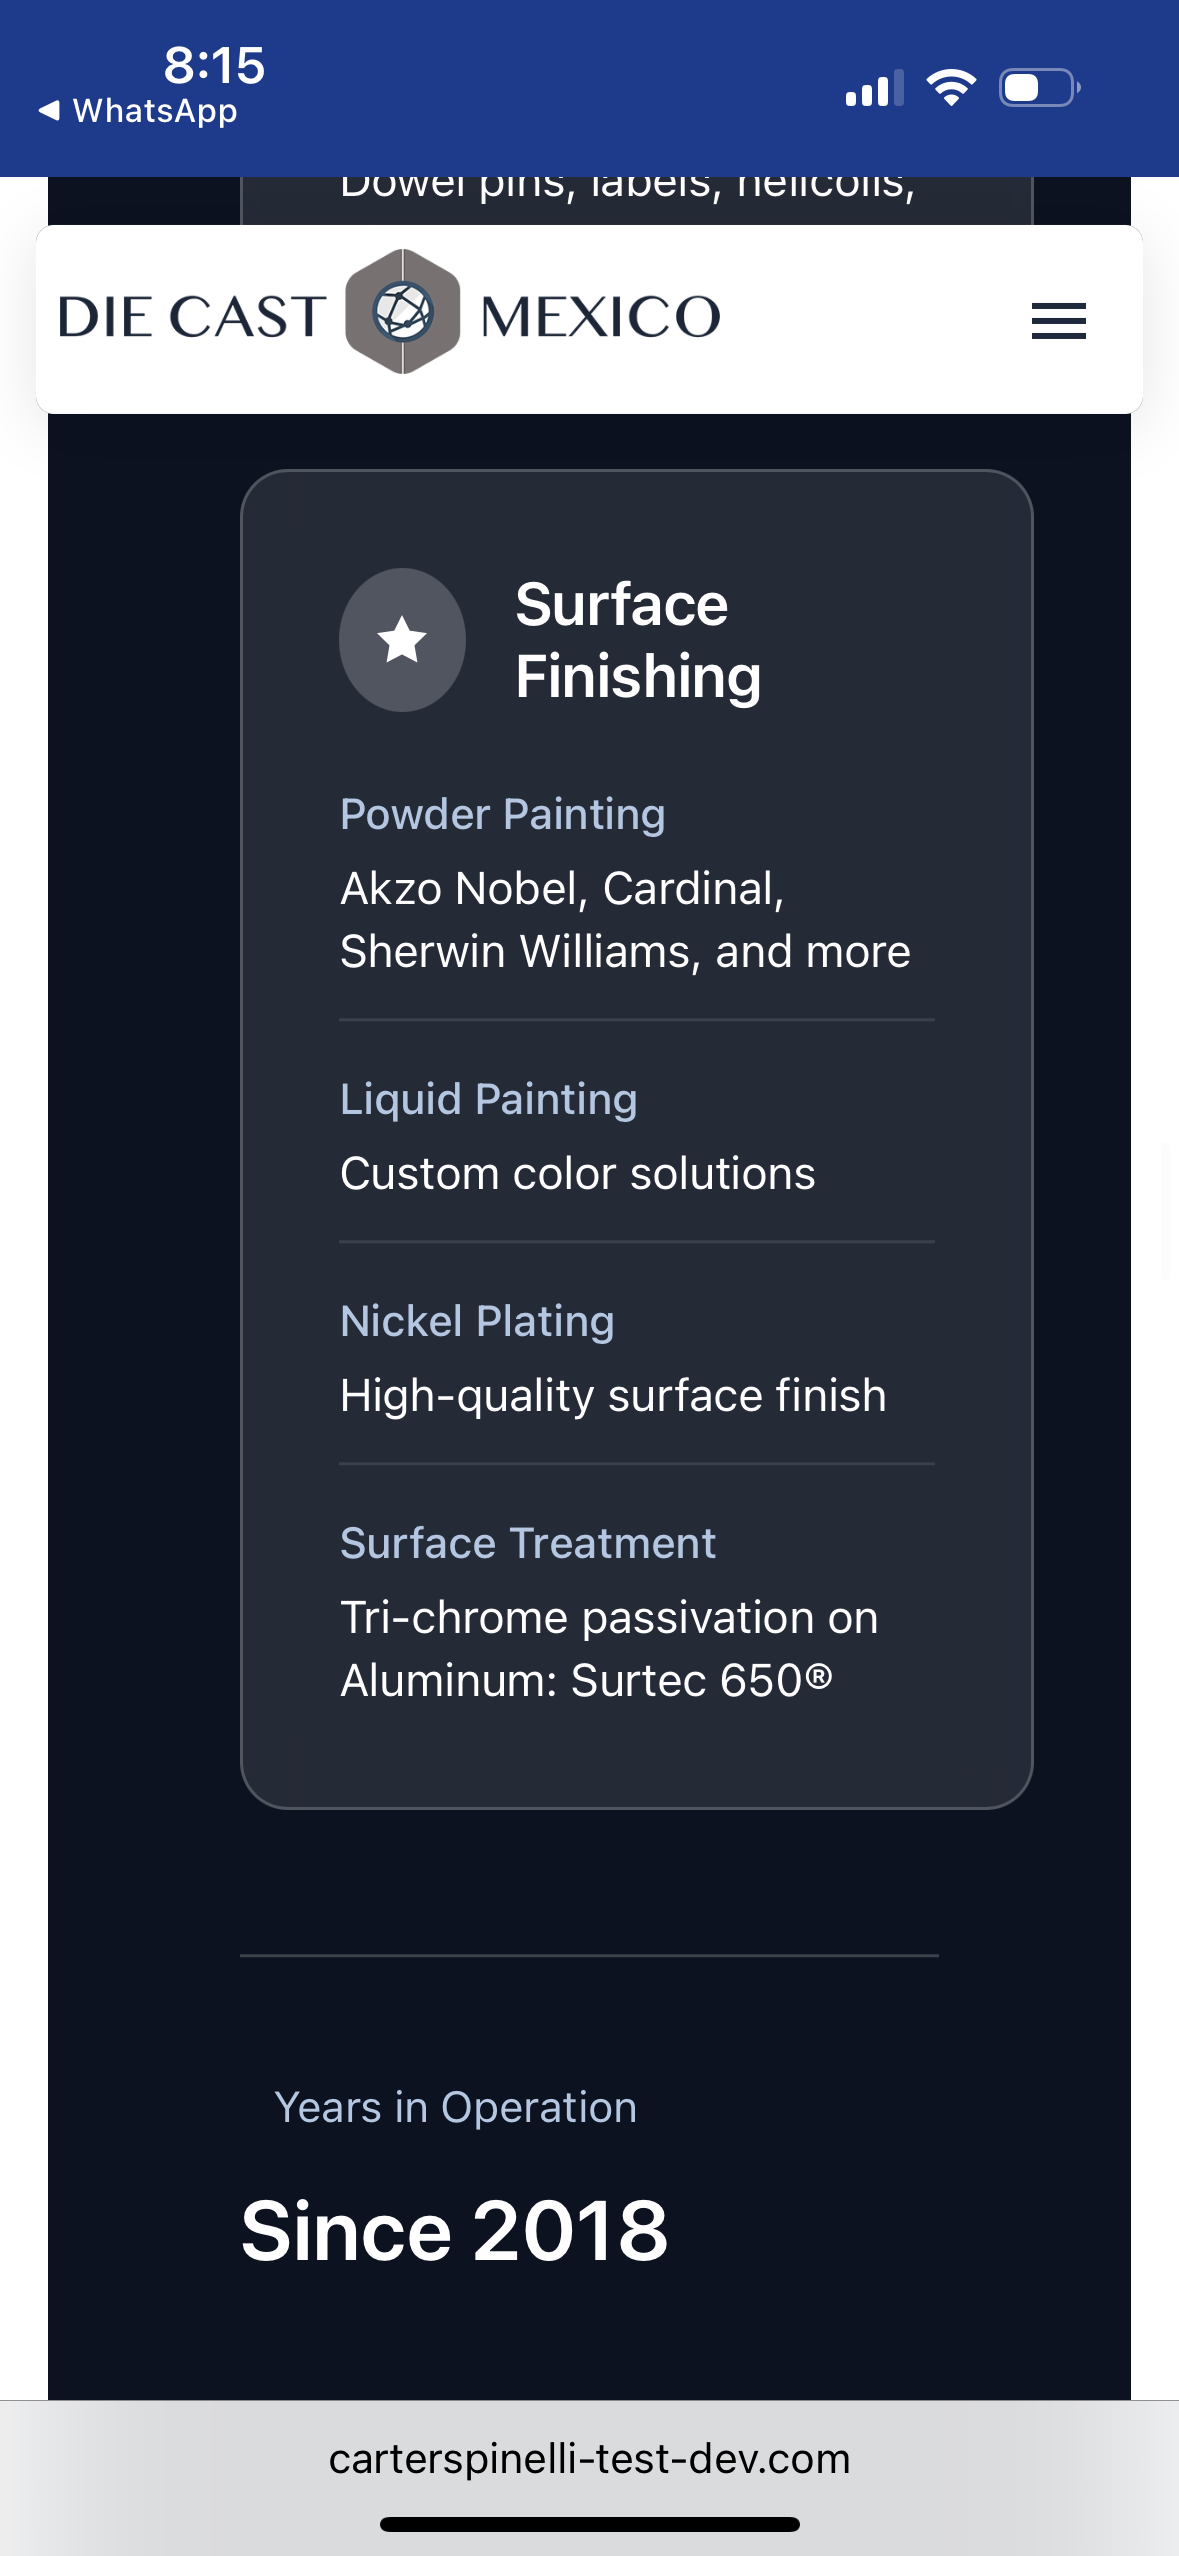 8:15
WhatsApp
Dowel pins, labels, helicoils,
DIE CAST MEXICO
Surface
Finishing
Powder Painting
Akzo Nobel, Cardinal,
Sherwin Williams, and more
Liquid Painting
Custom color solutions
Nickel Plating
High-quality surface finish
Surface Treatment
Tri-chrome passivation on
Aluminum: Surtec 650®
Years in Operation
Since 2018
carterspinelli-test-dev.com